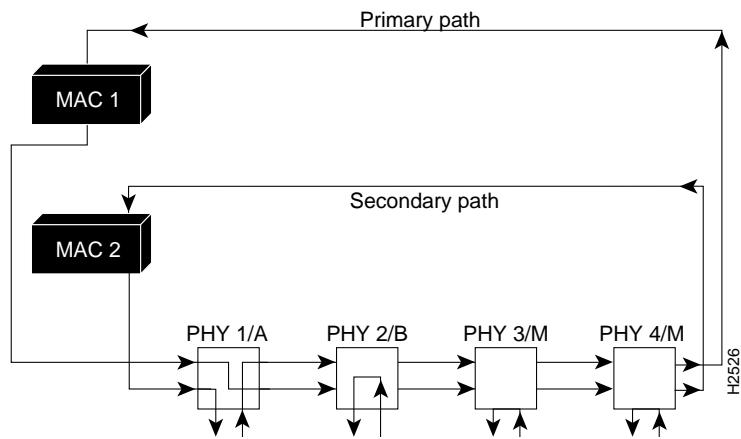 Primary path
MAC 1
Secondary path
MAC 2
PHY 1/A
PHY 2/B
PHY 3/M
PHY 4/M
H2526